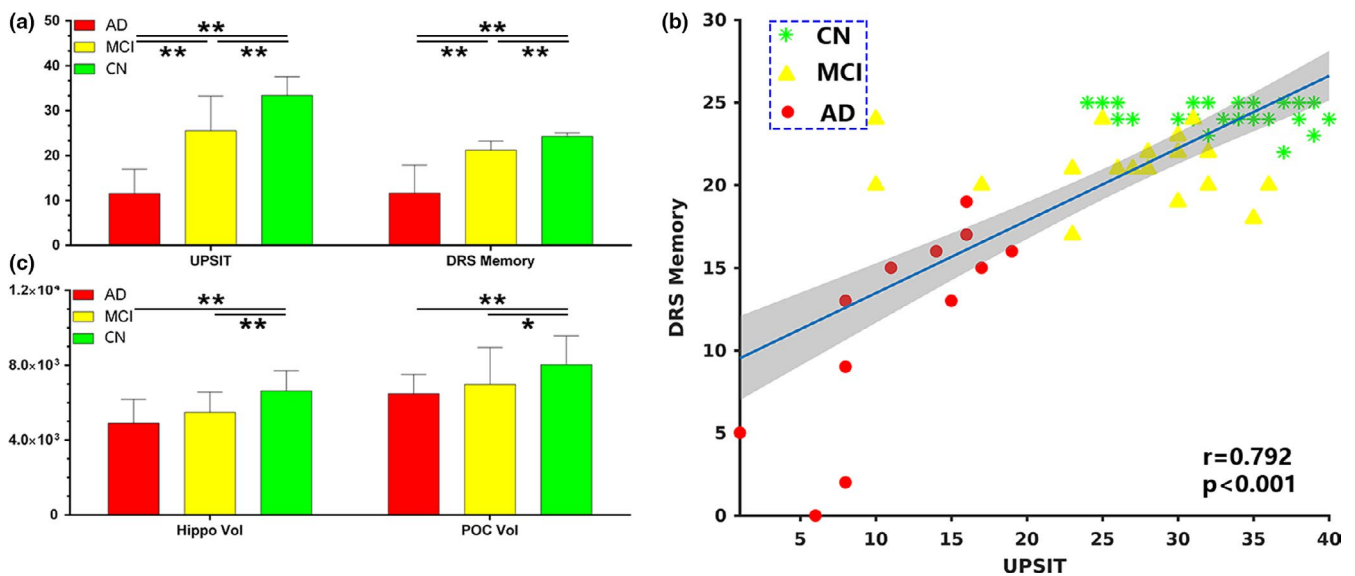 (a)
50
40
30
20
10
0
AD
MCI
CN
**
**
**
**
**
**
UPSIT
DRS Memory
(c)
1.2×10⁴
8.0×10³
4.0×10³
0
AD
MCI
CN
**
**
**
*
Hippo Vol
POC Vol
(b)
DRS Memory
30
25
20
15
10
5
0
CN
MCI
AD
r=0.792
p<0.001
5 10 15 20 25 30 35 40
UPSIT